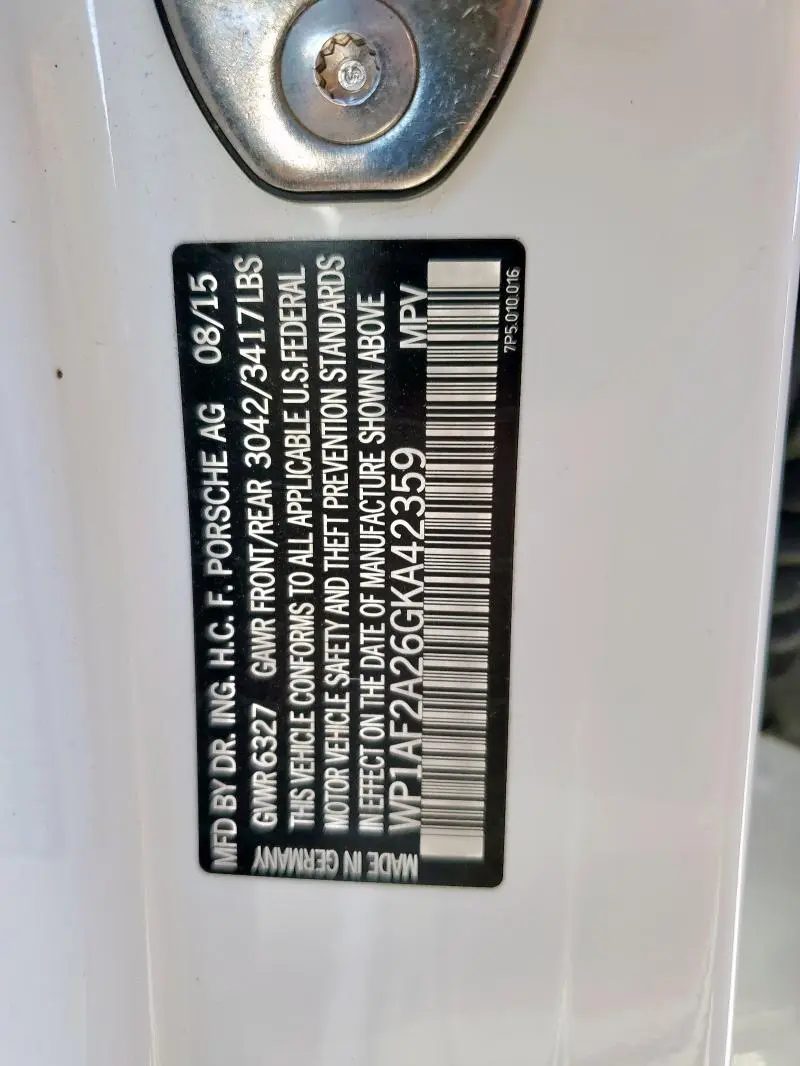 MFD BY DR. ING. H.C. F. PORSCHE AG 08/15
GVWR 6327 GAWR FRONT/REAR 3042/3417 LBS
THIS VEHICLE CONFORMS TO ALL APPLICABLE U.S. FEDERAL
MOTOR VEHICLE SAFETY AND THEFT PREVENTION STANDARDS
IN EFFECT ON THE DATE OF MANUFACTURE SHOWN ABOVE
WP1AF2A26GKA42359 MPV
MADE IN GERMANY
7P5.010.016